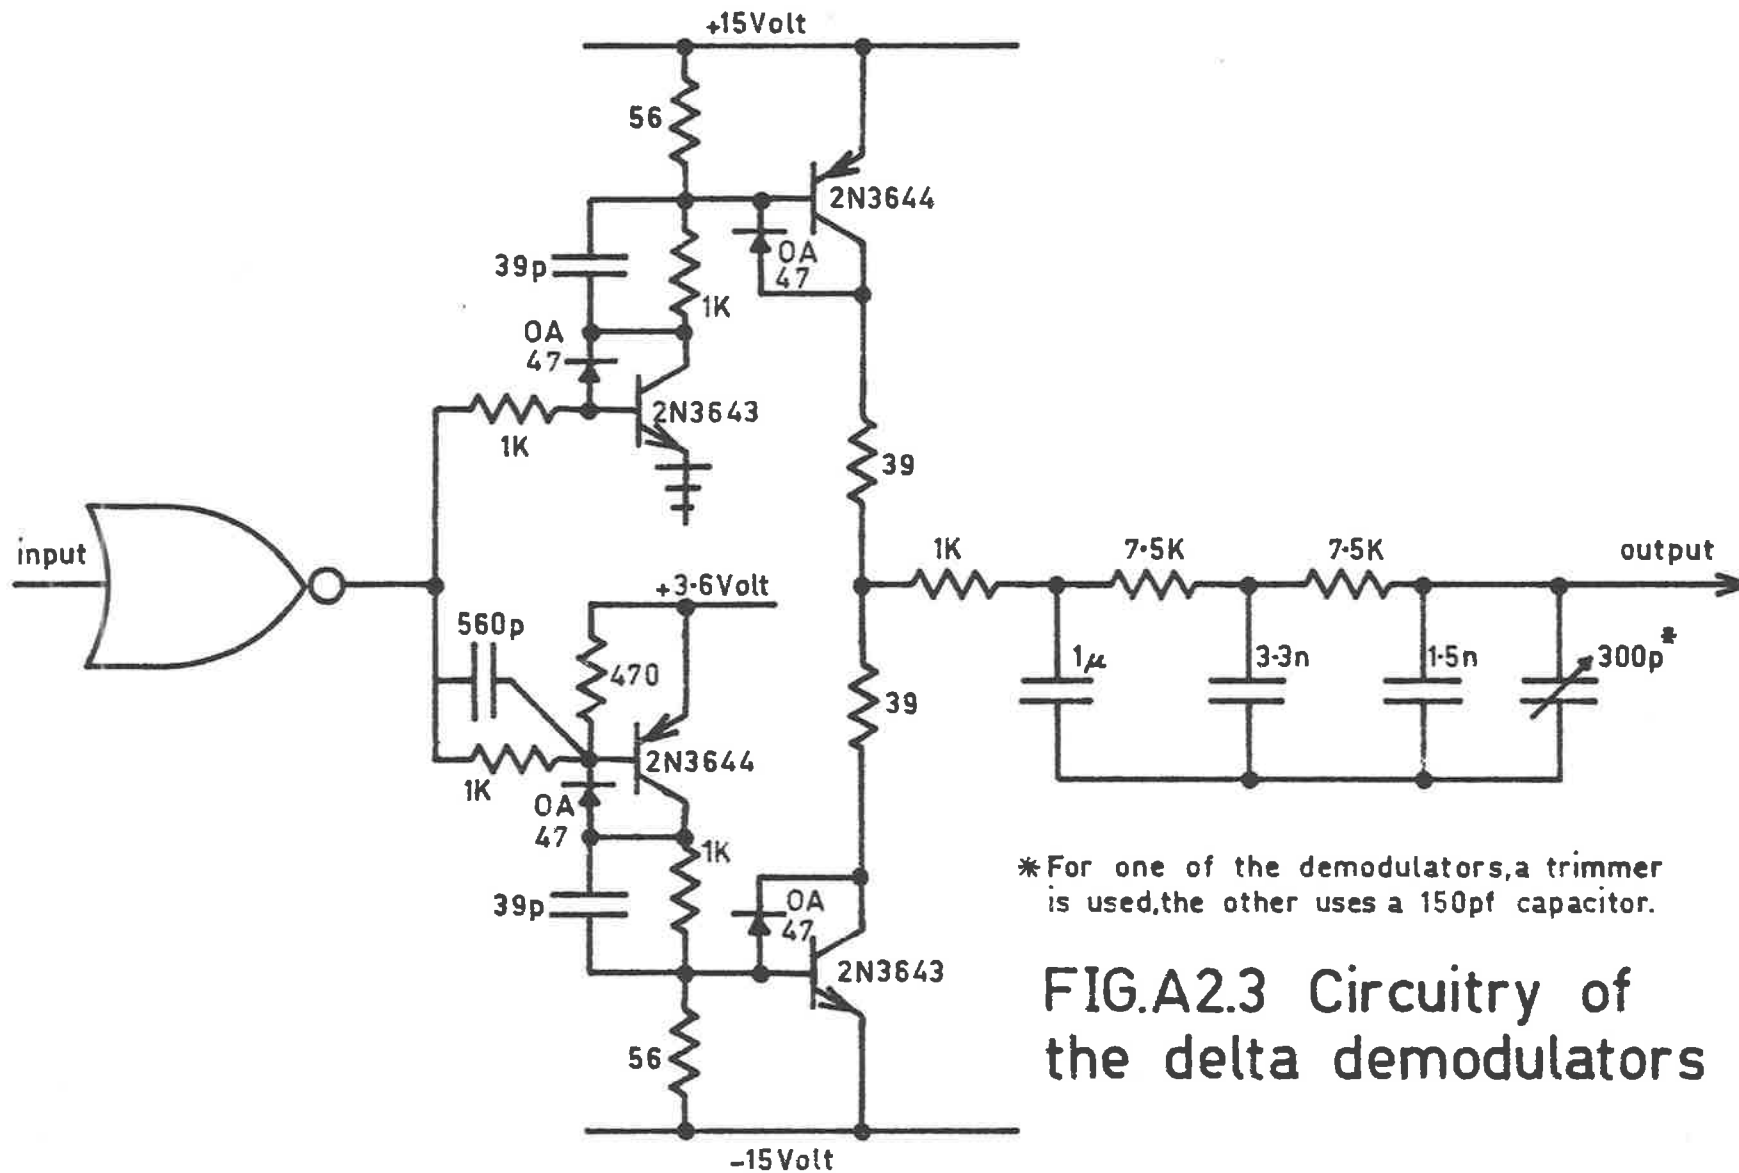 +15Volt
56
2N3644
39p
OA
47
1K
OA
47
2N3643
1K
39
input
1K
7·5K
7·5K
output
+3·6Volt
560p
470
1μ
3·3n
1·5n
300p*
39
2N3644
1K
OA
47
1K
39p
OA
47
2N3643
56
-15Volt
*For one of the demodulators,a trimmer
is used,the other uses a 150pf capacitor.
FIG.A2.3 Circuitry of
the delta demodulators